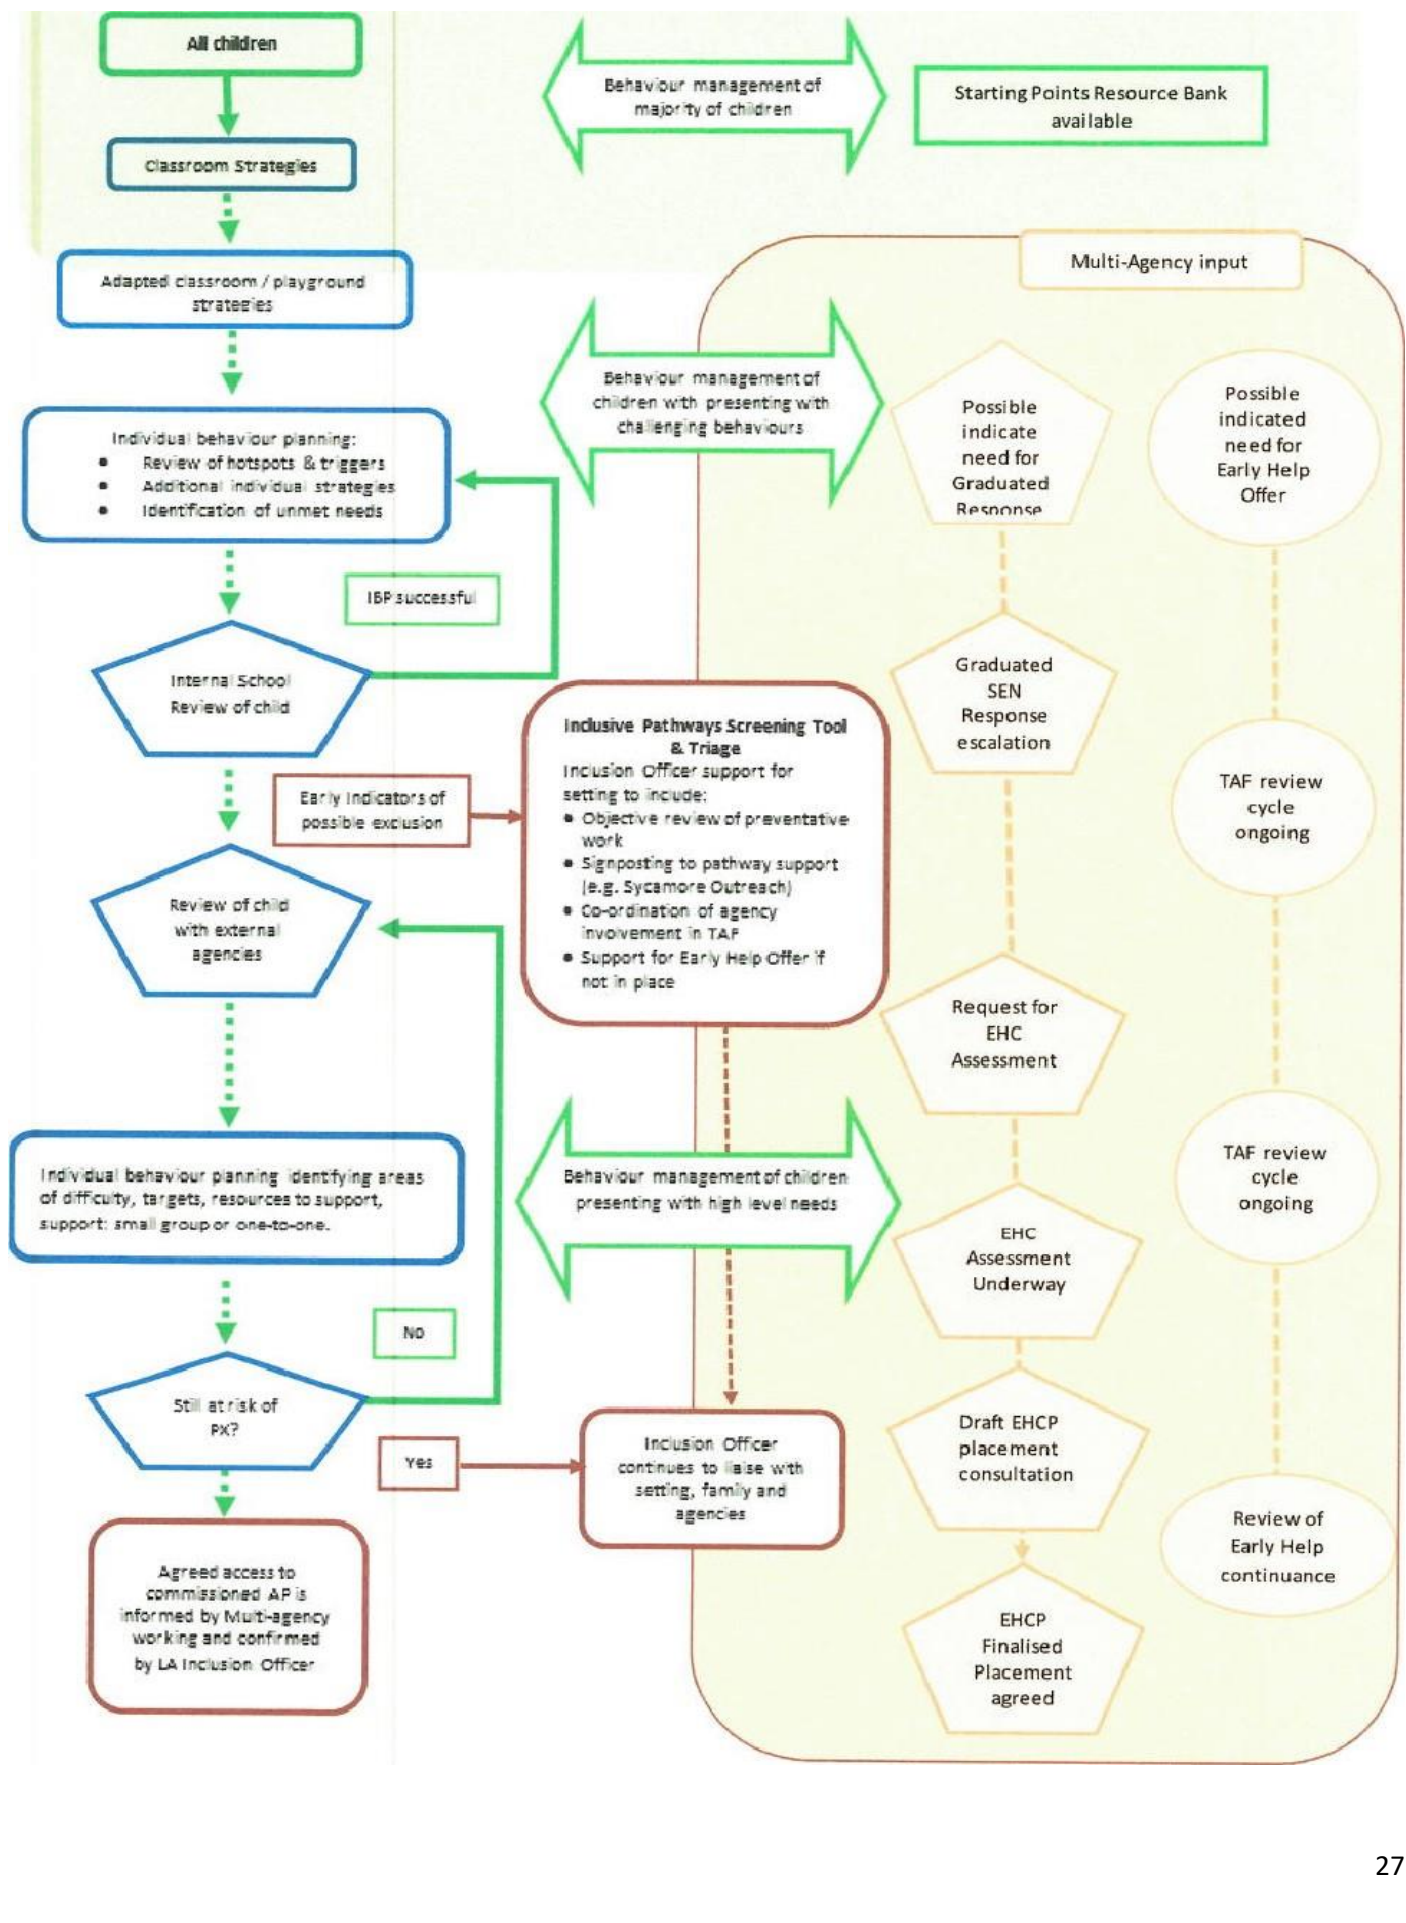 All children
Behaviour management of
majority of children
Starting Points Resource Bank
available
Classroom Strategies
Adapted classroom / playground
strategies
Multi-Agency input
Behaviour management of
children with presenting with
challenging behaviours
Possible
indicate
need for
Graduated
Response
Possible
indicated
need for
Early Help
Offer
Individual behaviour planning:
• Review of hotspots & triggers
• Additional individual strategies
• Identification of unmet needs
IBP successful
Internal School
Review of child
Graduated
SEN
Response
escalation
Early Indicators of
possible exclusion
Inclusive Pathways Screening Tool
& Triage
Inclusion Officer support for
setting to include:
• Objective review of preventative
work
• Signposting to pathway support
(e.g. Sycamore Outreach)
• Co-ordination of agency
involvement in TAF
• Support for Early Help Offer if
not in place
TAF review
cycle
ongoing
Review of child
with external
agencies
Request for
EHC
Assessment
Individual behaviour planning identifying areas
of difficulty, targets, resources to support,
support: small group or one-to-one.
Behaviour management of children
presenting with high level needs
EHC
Assessment
Underway
TAF review
cycle
ongoing
No
Still at risk of
PX?
Yes
Inclusion Officer
continues to liaise with
setting, family and
agencies
Draft EHCP
placement
consultation
Review of
Early Help
continuance
Agreed access to
commissioned AP is
informed by Multi-agency
working and confirmed
by LA Inclusion Officer
EHCP
Finalised
Placement
agreed
27